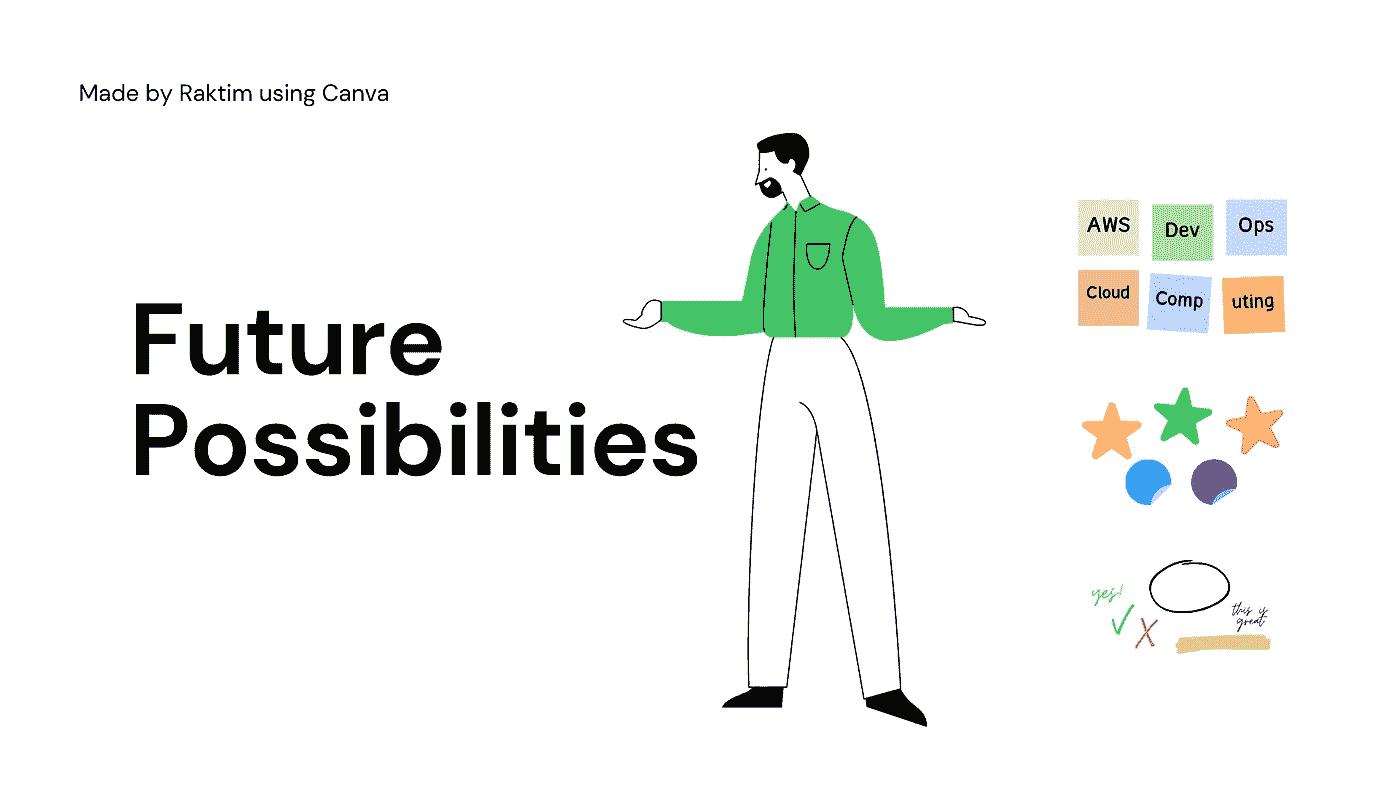 Made by Raktim using Canva
Future
Possibilities
AWS Dev Ops
Cloud Comp uting
yes!
this is
great